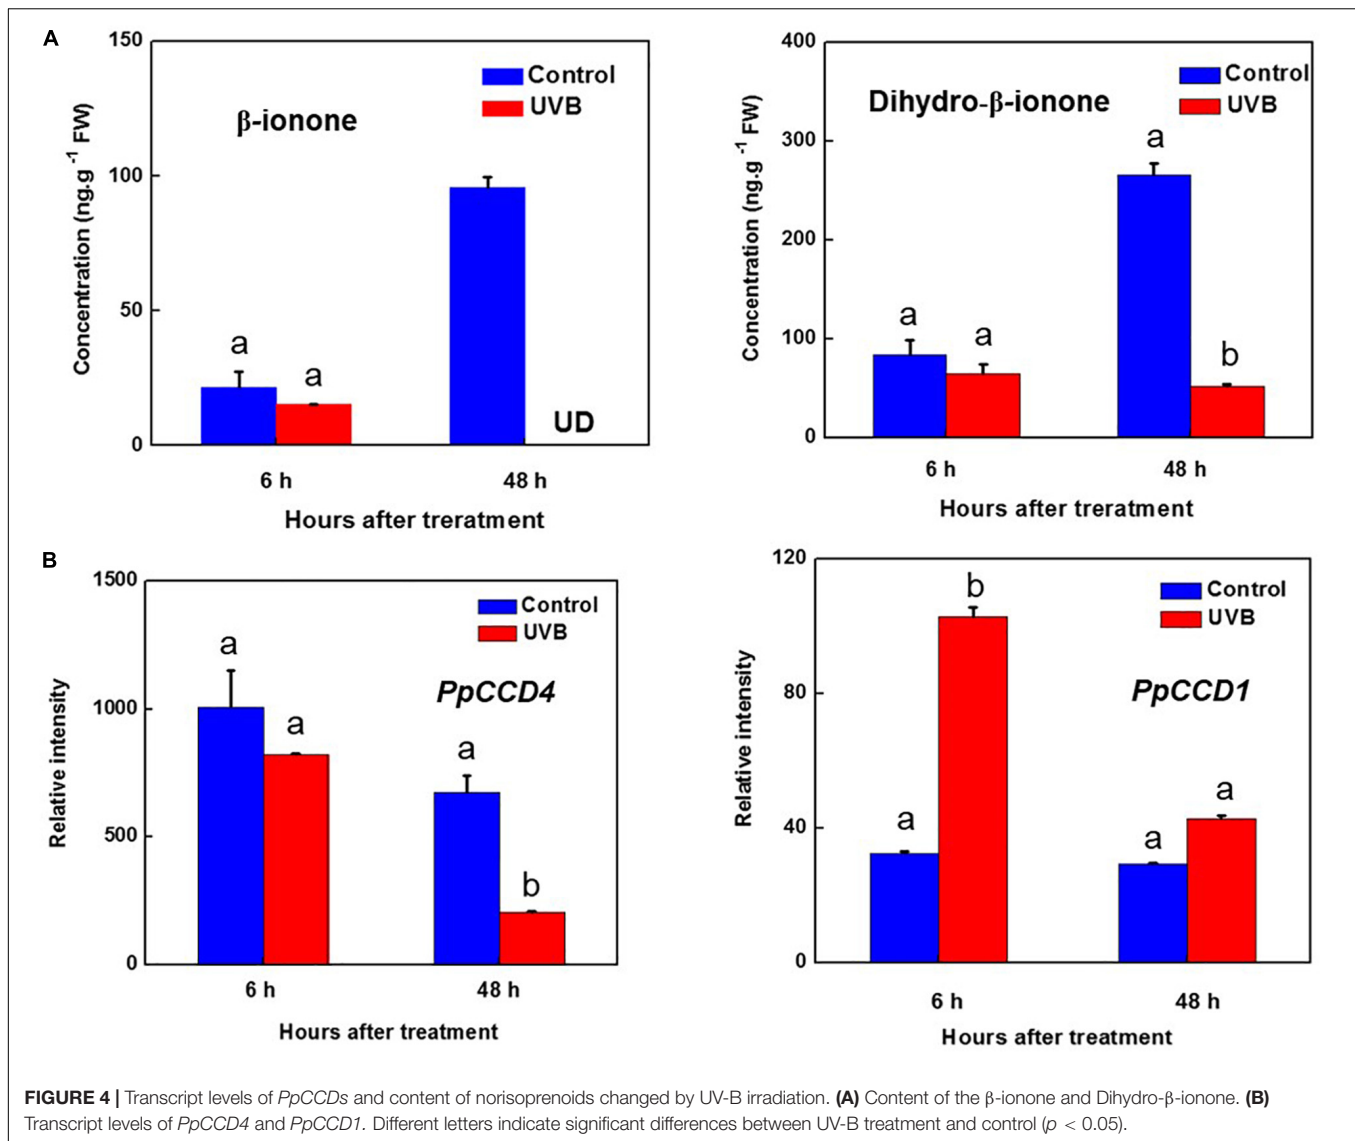 A
150
100
50
0
Concentration (ng.g⁻¹ FW)
β-ionone
Control
UVB
a
a
UD
6 h
48 h
Hours after treratment
400
300
200
100
0
Concentration (ng.g⁻¹ FW)
Dihydro-β-ionone
Control
UVB
a
a
a
b
6 h
48 h
Hours after treratment
B
1500
1000
500
0
Relative intensity
Control
UVB
PpCCD4
a
a
a
b
6 h
48 h
Hours after treatment
120
80
40
0
Relative intensity
Control
UVB
PpCCD1
a
b
a
a
6 h
48 h
Hours after treatment
FIGURE 4 | Transcript levels of PpCCDs and content of norisoprenoids changed by UV-B irradiation. (A) Content of the β-ionone and Dihydro-β-ionone. (B)
Transcript levels of PpCCD4 and PpCCD1. Different letters indicate significant differences between UV-B treatment and control (p < 0.05).